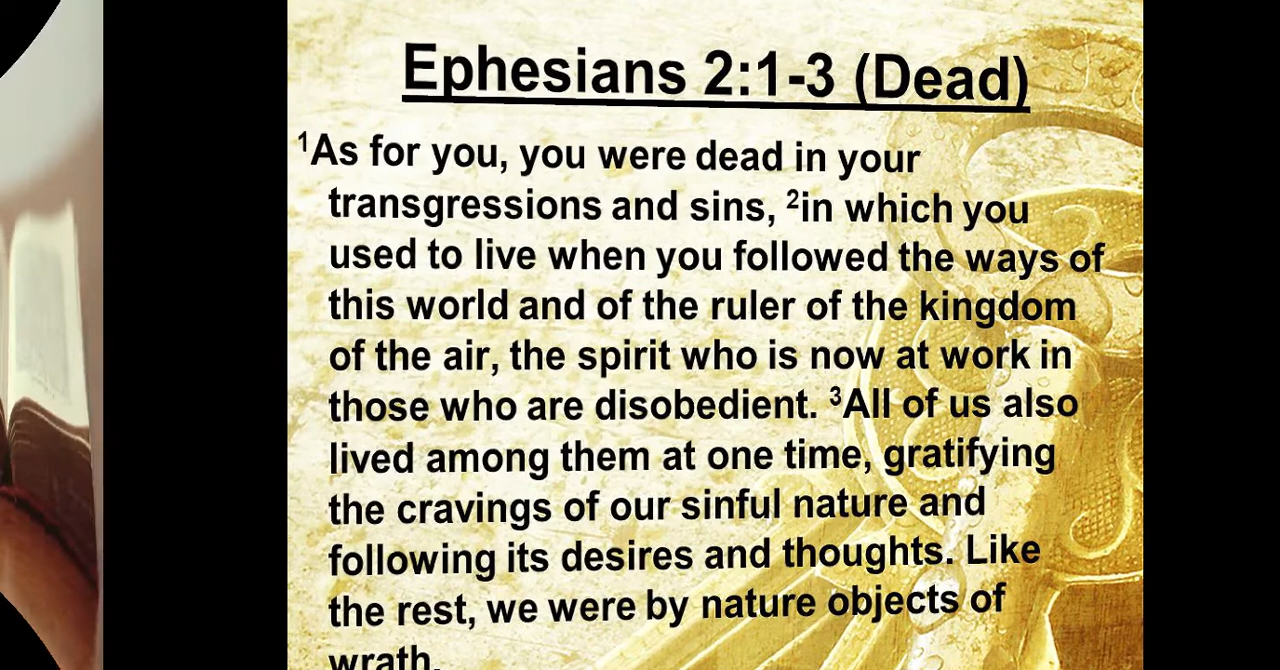 Ephesians 2:1-3 (Dead)
¹As for you, you were dead in your
transgressions and sins, ²in which you
used to live when you followed the ways of
this world and of the ruler of the kingdom
of the air, the spirit who is now at work in
those who are disobedient. ³All of us also
lived among them at one time, gratifying
the cravings of our sinful nature and
following its desires and thoughts. Like
the rest, we were by nature objects of
wrath.